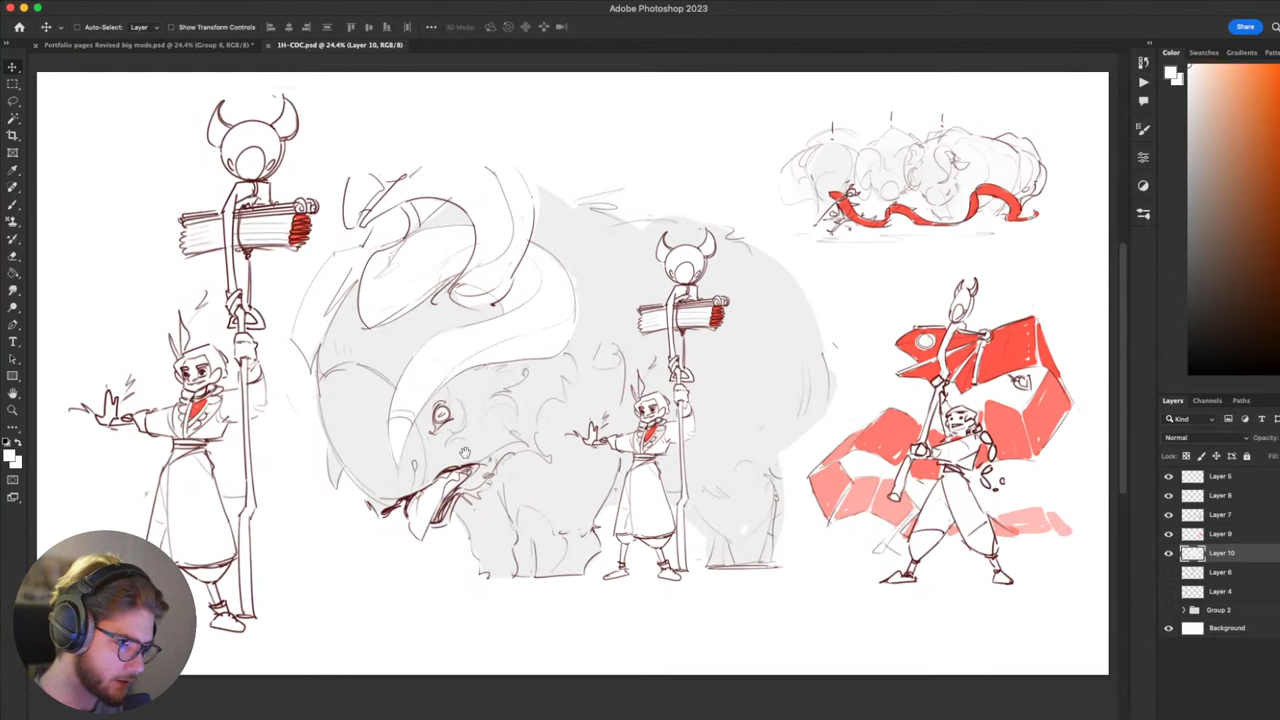 Adobe Photoshop 2023
Auto-Select: Layer Show Transform Controls 3D Mode: Share
Portfolio pages Revised big mode.psd @ 24.4% (Group 8, RGB/8) * 1H-CDC.psd @ 24.4% (Layer 10, RGB/8)
Color Swatches Gradients
Layers Channels Paths
Kind
Normal Opacity:
Lock: Fill:
Layer 5
Layer 8
Layer 7
Layer 9
Layer 10
Layer 6
Layer 4
Group 2
Background